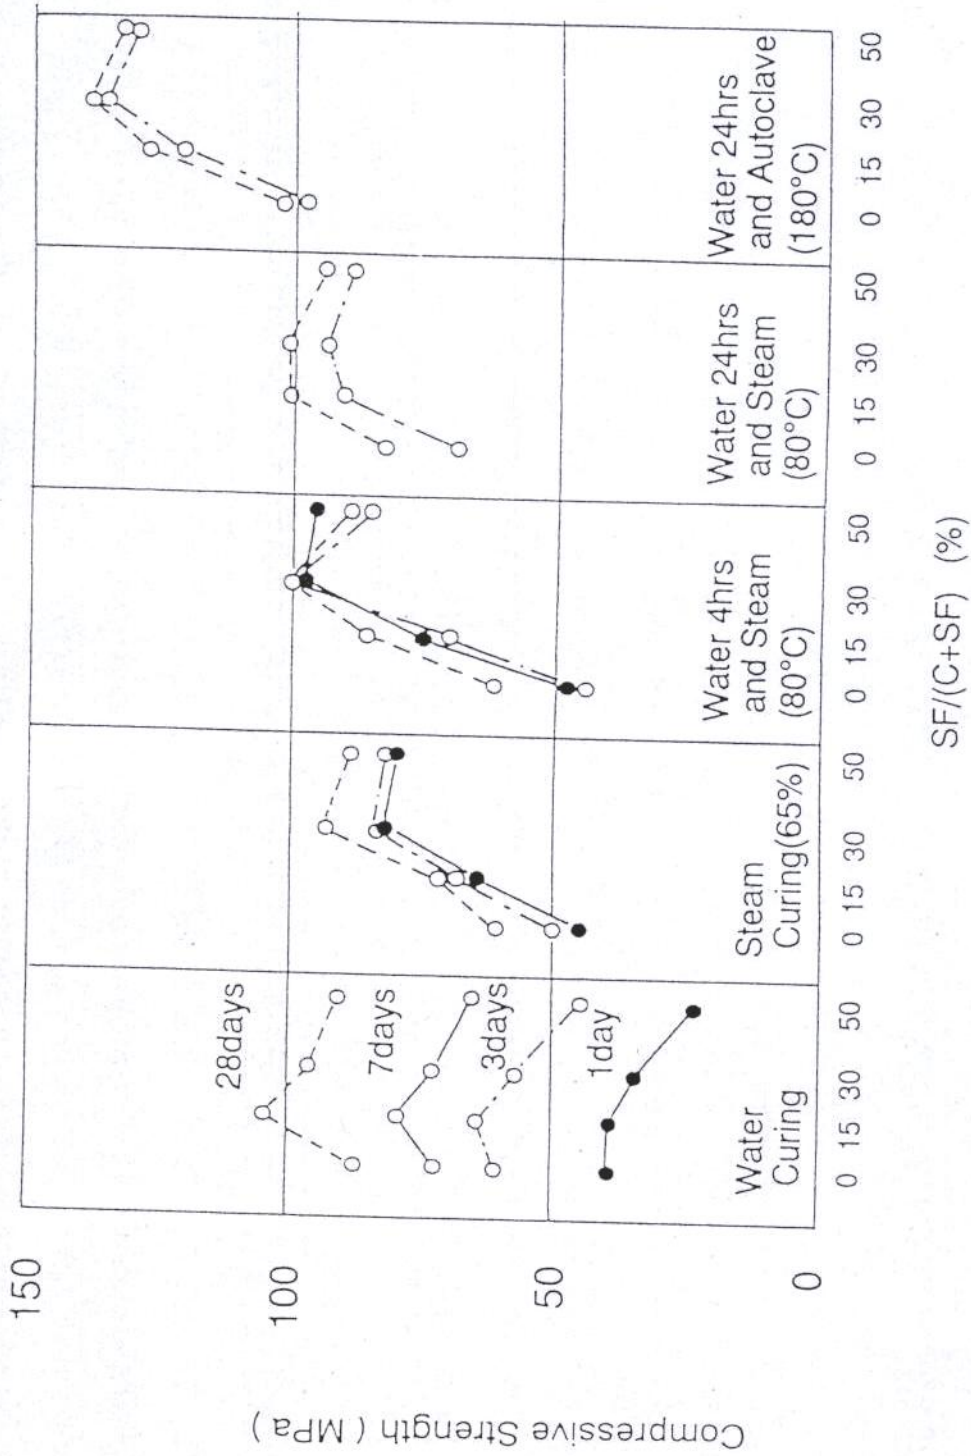 Compressive Strength ( MPa )
150
100
50
0
28days
7days
3days
1day
Water
Curing
Steam
Curing(65%)
Water 4hrs
and Steam
(80°C)
Water 24hrs
and Steam
(80°C)
Water 24hrs
and Autoclave
(180°C)
0 15 30 50 0 15 30 50 0 15 30 50 0 15 30 50 0 15 30 50
SF/(C+SF) (%)